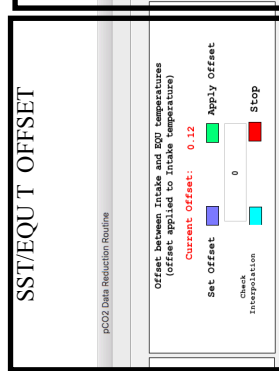 SST/EQU T OFFSET
pCO2 Data Reduction Routine
Offset between Intake and EQU temperatures
(offset applied to Intake temperature)
Current Offset: 0.12
Set Offset
Apply Offset
0
Check
Interpolation
Stop